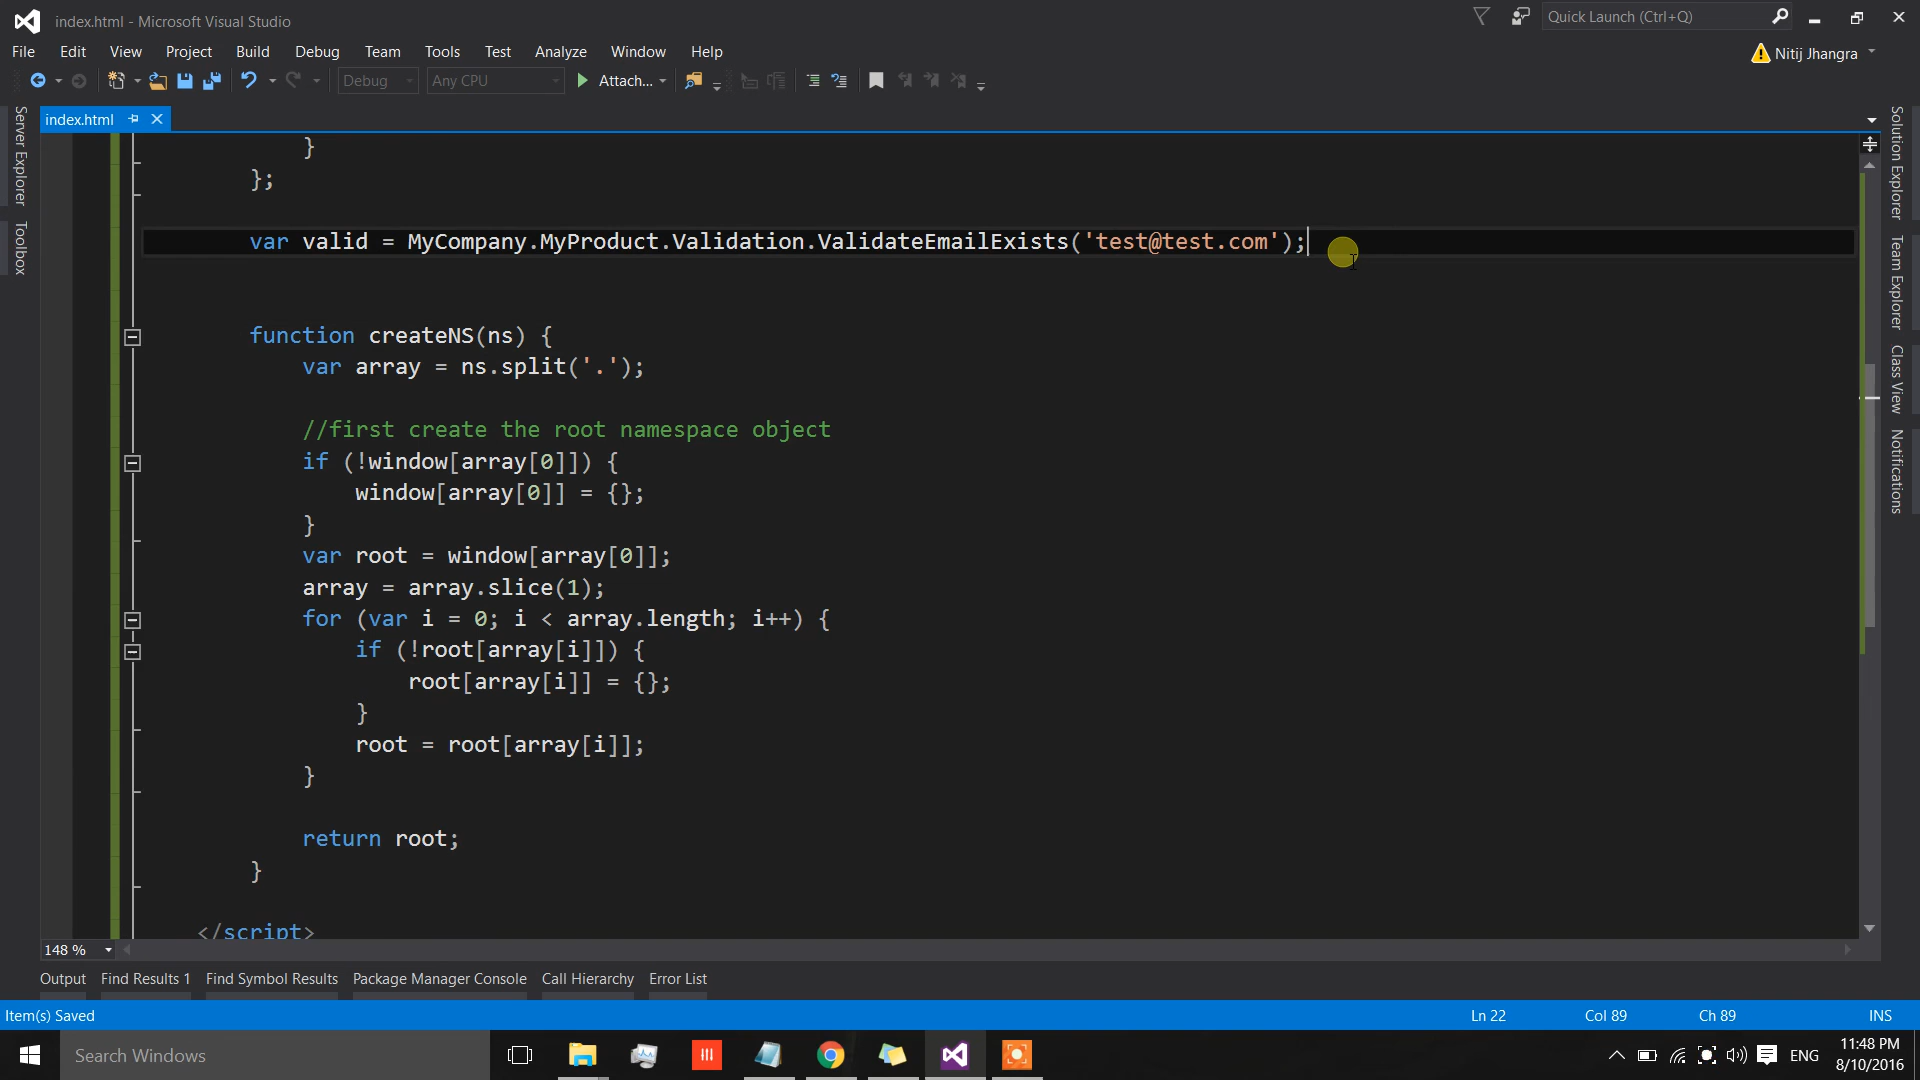 index.html - Microsoft Visual Studio
Quick Launch (Ctrl+Q)
File Edit View Project Build Debug Team Tools Test Analyze Window Help
Nitij Jhangra
Debug Any CPU Attach...
Server Explorer
Toolbox
index.html
Solution Explorer
Team Explorer
Class View
Notifications
}
};
var valid = MyCompany.MyProduct.Validation.ValidateEmailExists('test@test.com');
function createNS(ns) {
var array = ns.split('.');
//first create the root namespace object
if (!window[array[0]]) {
window[array[0]] = {};
}
var root = window[array[0]];
array = array.slice(1);
for (var i = 0; i < array.length; i++) {
if (!root[array[i]]) {
root[array[i]] = {};
}
root = root[array[i]];
}
return root;
}
</script>
148 %
Output Find Results 1 Find Symbol Results Package Manager Console Call Hierarchy Error List
Item(s) Saved Ln 22 Col 89 Ch 89 INS
Search Windows
ENG
11:48 PM
8/10/2016